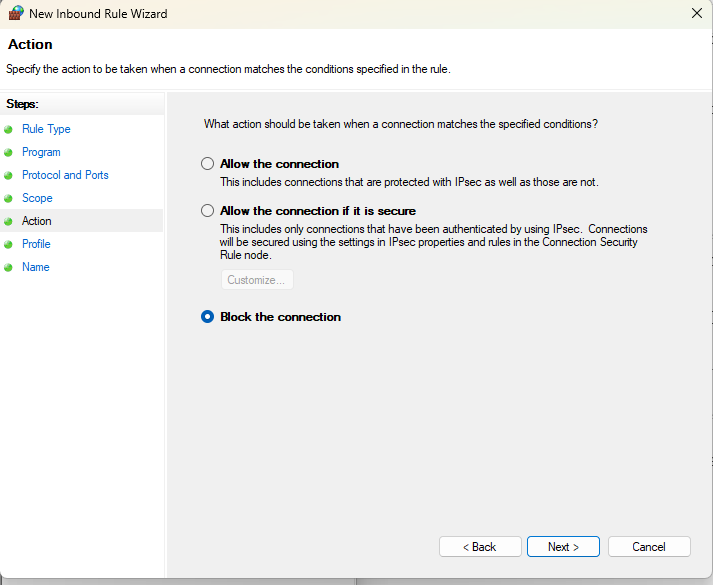 New Inbound Rule Wizard
Action
Specify the action to be taken when a connection matches the conditions specified in the rule.
Steps:
Rule Type
Program
Protocol and Ports
Scope
Action
Profile
Name
What action should be taken when a connection matches the specified conditions?
Allow the connection
This includes connections that are protected with IPsec as well as those are not.
Allow the connection if it is secure
This includes only connections that have been authenticated by using IPsec. Connections
will be secured using the settings in IPsec properties and rules in the Connection Security
Rule node.
Customize...
Block the connection
< Back
Next >
Cancel